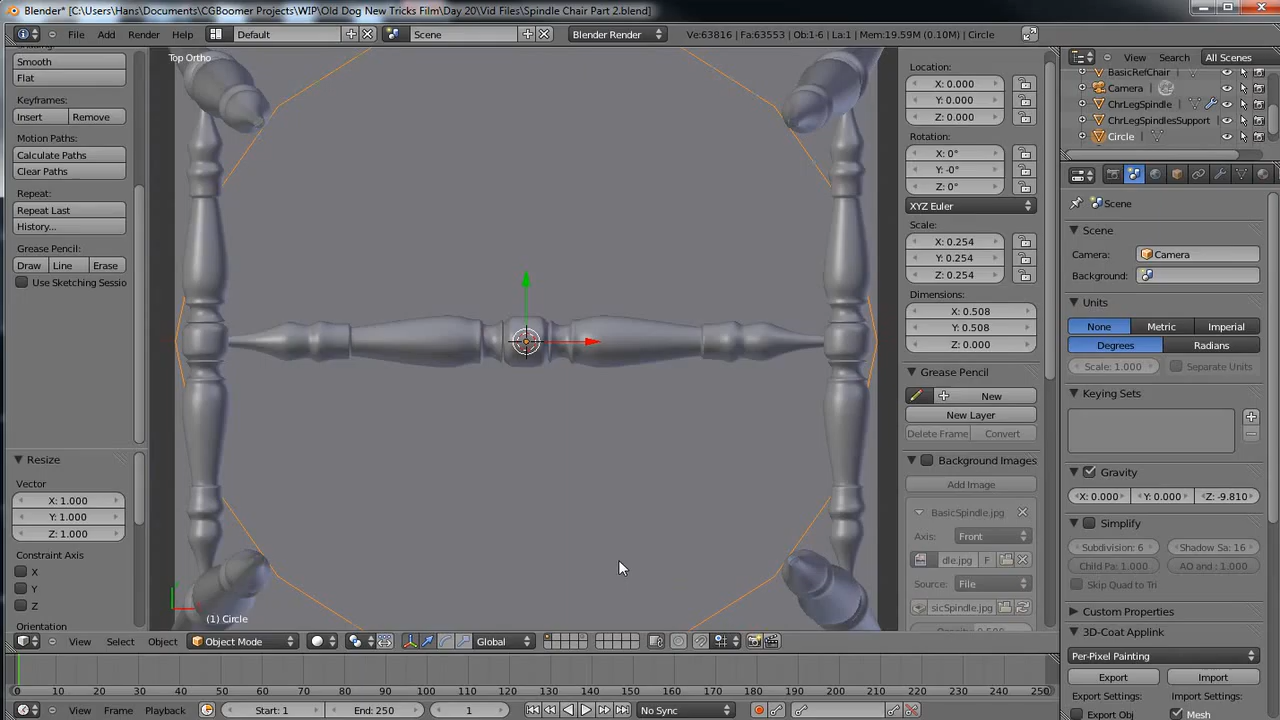 Blender* [C:\Users\Hans\Documents\CGBoomer Projects\WIP\Old Dog New Tricks Film\Day 20\Vid Files\Spindle Chair Part 2.blend]
File Add Render Window Help Default Scene Blender Render Ve:63816 | Fa:63553 | Ob:1-6 | La:1 | Mem:19.59M (0.10M) | Circle
Smooth
Flat
Keyframes:
Insert Remove
Motion Paths:
Calculate Paths
Clear Paths
Repeat:
Repeat Last
History...
Grease Pencil:
Draw Line Erase
Use Sketching Sessio
Resize
Vector
X: 1.000
Y: 1.000
Z: 1.000
Constraint Axis
X
Y
Z
Orientation
Top Ortho
(1) Circle
Location:
X: 0.000
Y: 0.000
Z: 0.000
Rotation:
X: 0°
Y: -0°
Z: 0°
XYZ Euler
Scale:
X: 0.254
Y: 0.254
Z: 0.254
Dimensions:
X: 0.508
Y: 0.508
Z: 0.000
Grease Pencil
New
New Layer
Delete Frame Convert
Background Images
Add Image
BasicSpindle.jpg
Axis: Front
dle.jpg F
Source: File
sicSpindle.jpg
View Search All Scenes
BasicRefChair
Camera
ChrLegSpindle
ChrLegSpindlesSupport
Circle
Scene
Scene
Camera: Camera
Background:
Units
None Metric Imperial
Degrees Radians
Scale: 1.000 Separate Units
Keying Sets
Gravity
X: 0.000 Y: 0.000 Z: -9.810
Simplify
Subdivision: 6 Shadow Sa: 16
Child Pa: 1.000 AO and : 1.000
Skip Quad to Tri
Custom Properties
3D-Coat Applink
Per-Pixel Painting
Export Import
Export Settings: Import Settings:
Export Obj Mesh
View Select Object Object Mode Global
0 10 20 30 40 50 60 70 80 90 100 110 120 130 140 150 160 170 180 190 200 210 220 230 240 250
View Frame Playback Start: 1 End: 250 1 No Sync